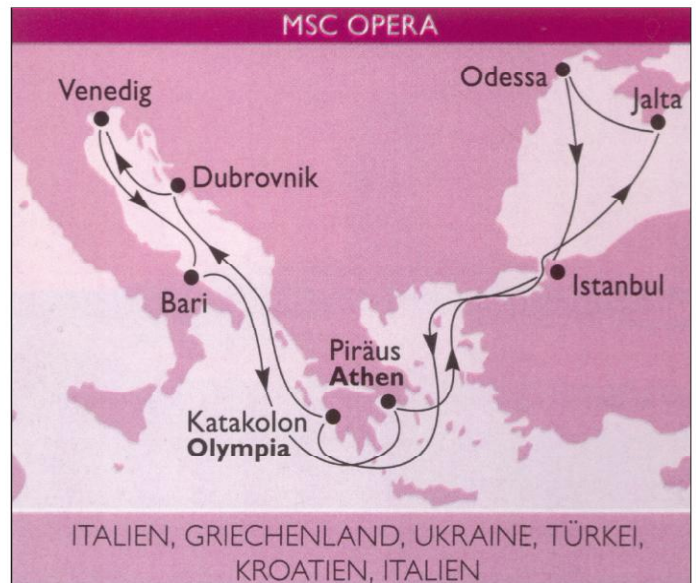 MSC OPERA
Odessa
Venedig
Jalta
Dubrovnik
Istanbul
Bari
Piräus
Athen
Katakolon
Olympia
ITALIEN, GRIECHENLAND, UKRAINE, TÜRKEI,
KROATIEN, ITALIEN